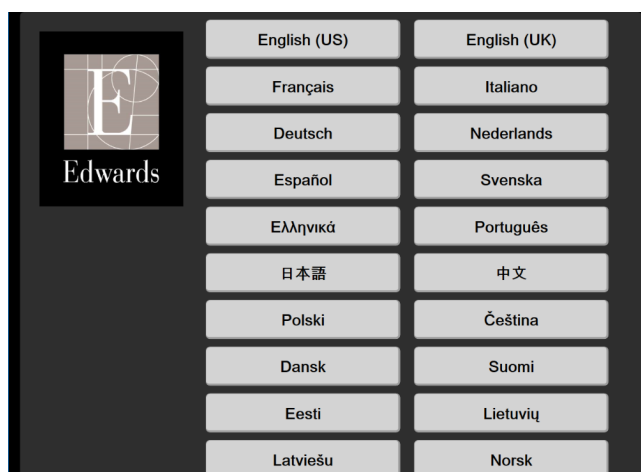 E
Edwards
English (US)
English (UK)
Français
Italiano
Deutsch
Nederlands
Español
Svenska
Ελληνικά
Português
日本語
中文
Polski
Čeština
Dansk
Suomi
Eesti
Lietuvių
Latviešu
Norsk